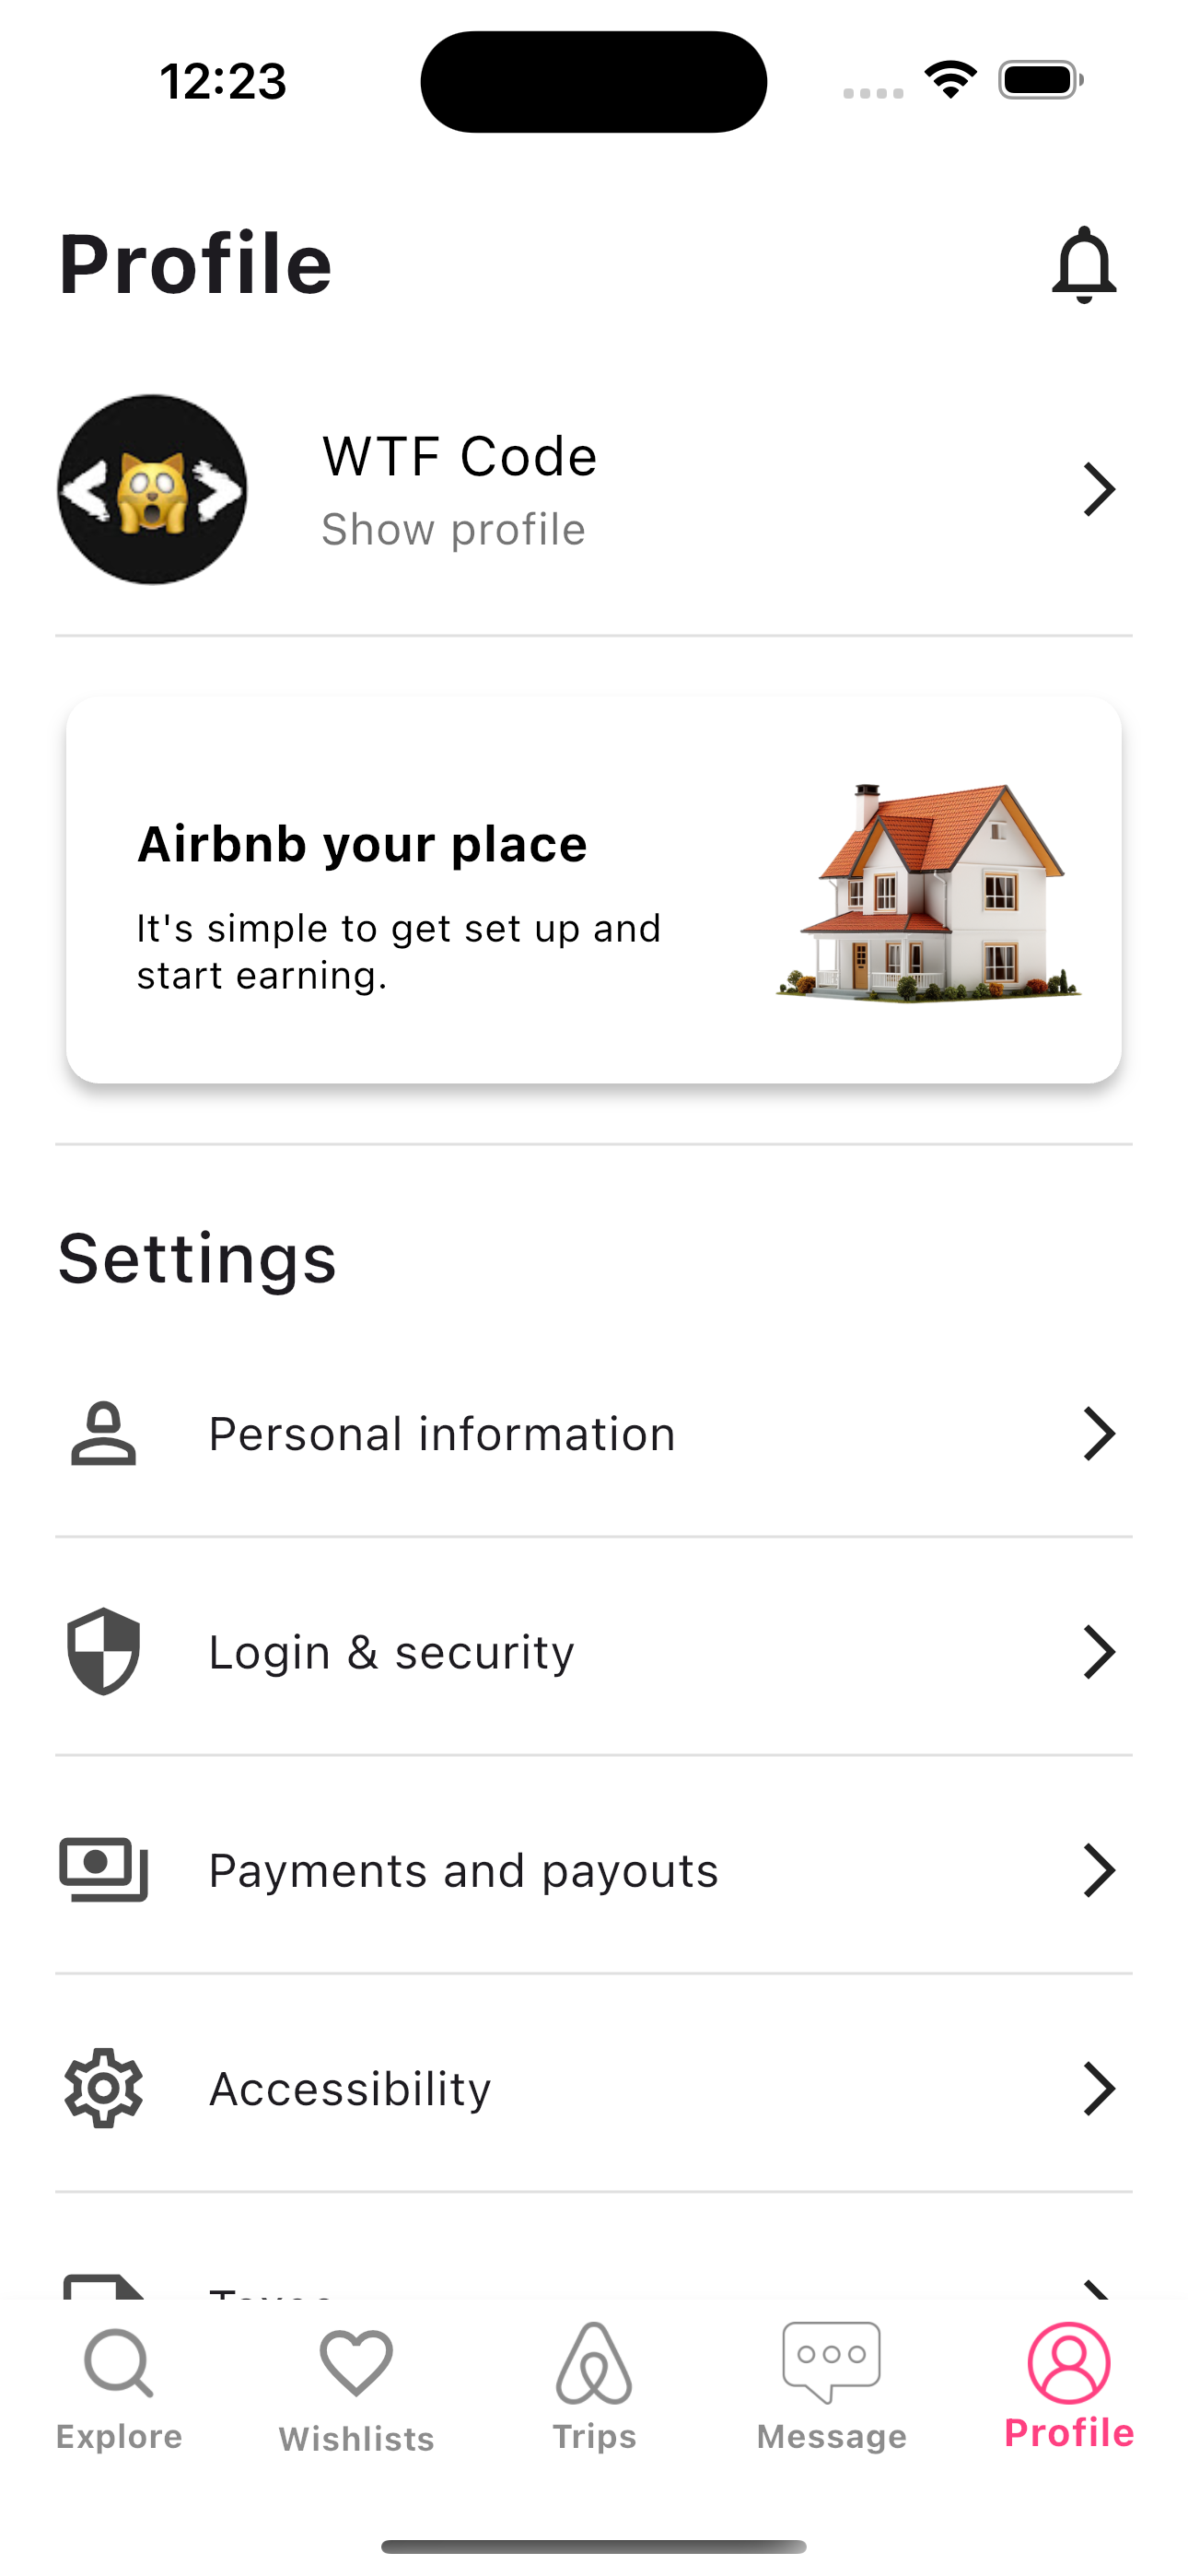 12:23
Profile
WTF Code
Show profile
Airbnb your place
It's simple to get set up and
start earning.
Settings
Personal information
Login & security
Payments and payouts
Accessibility
Explore
Wishlists
Trips
Message
Profile